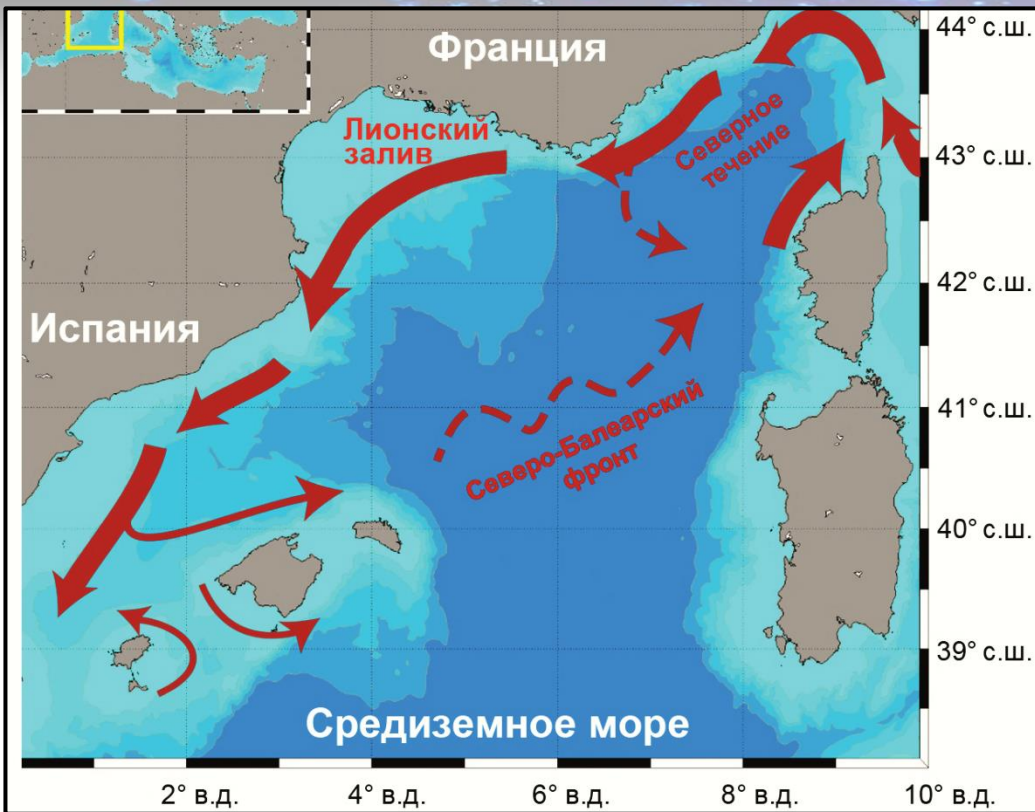 44° с.ш.
Франция
Лионский
залив
Северное
течение
43° с.ш.
42° с.ш.
Испания
41° с.ш.
Северо-Балеарский
фронт
40° с.ш.
39° с.ш.
Средиземное море
2° в.д.
4° в.д.
6° в.д.
8° в.д.
10° в.д.